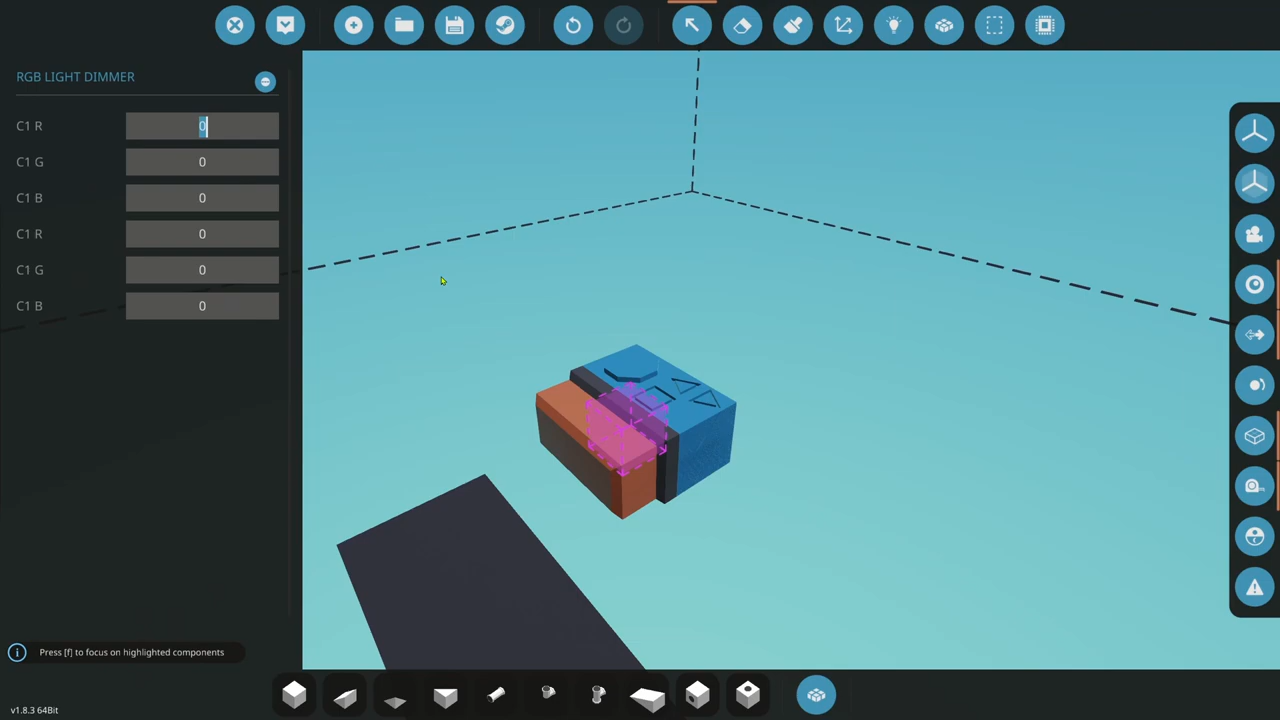 RGB LIGHT DIMMER
C1 R 0
C1 G 0
C1 B 0
C1 R 0
C1 G 0
C1 B 0
Press [f] to focus on highlighted components
v1.8.3 64Bit